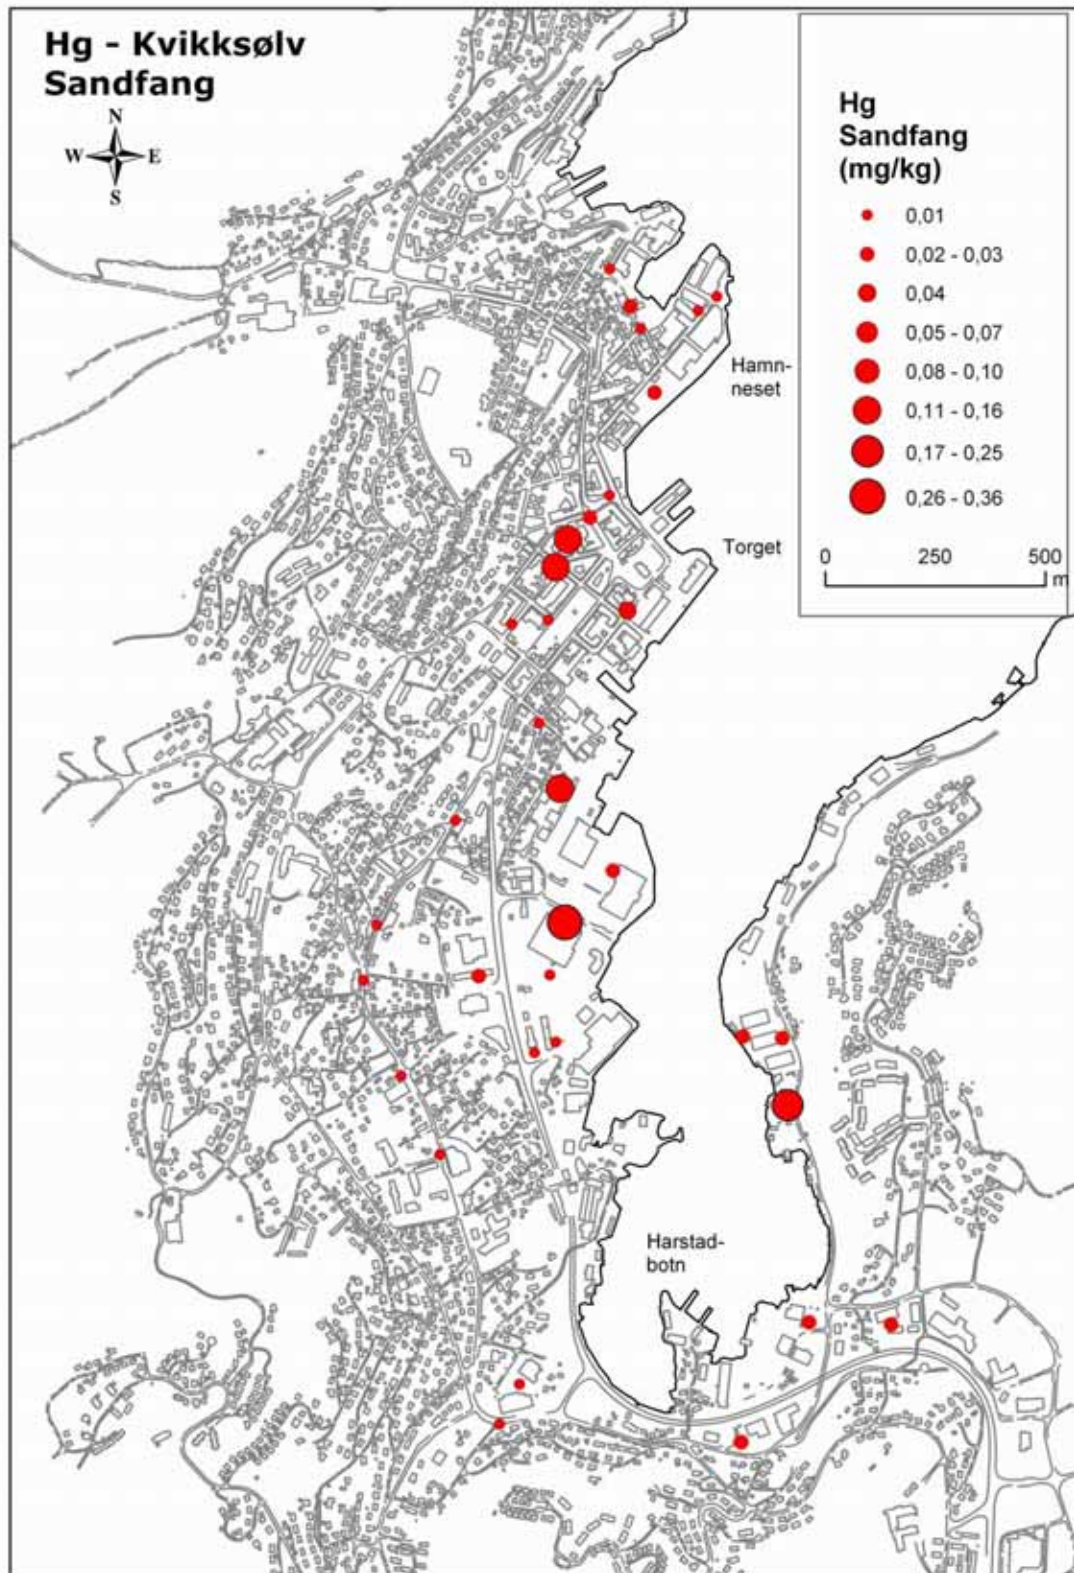 Hg - Kvikksølv
Sandfang
N
W E
S
Hg
Sandfang
(mg/kg)
0,01
0,02 - 0,03
0,04
0,05 - 0,07
0,08 - 0,10
0,11 - 0,16
0,17 - 0,25
0,26 - 0,36
0 250 500
m
Hamn-
neset
Torget
Harstad-
botn